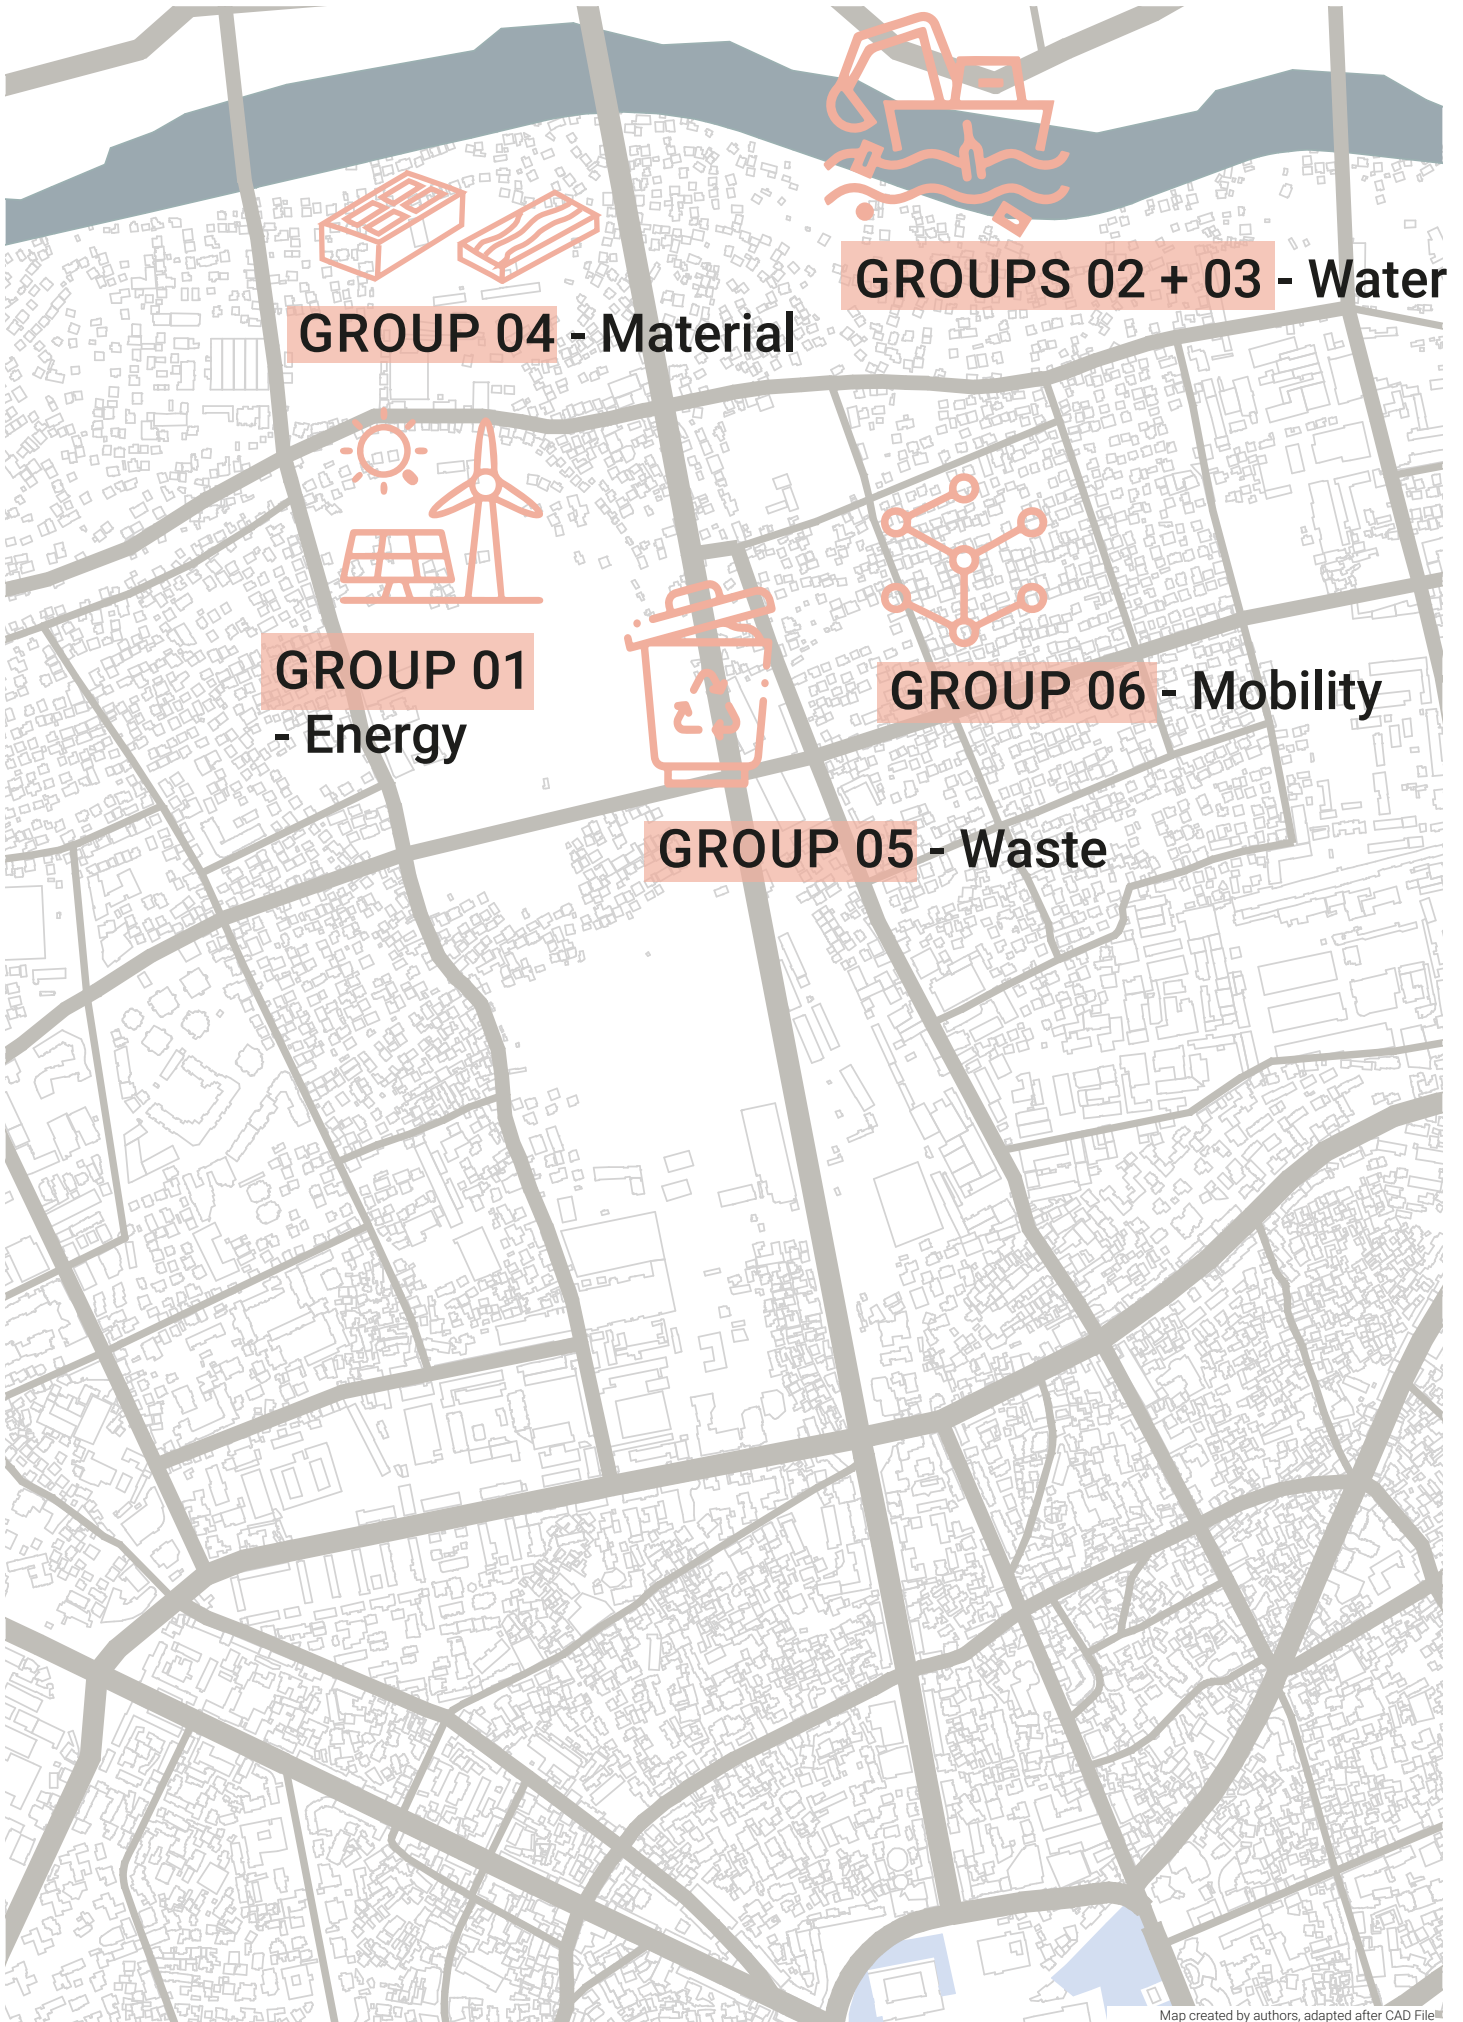 GROUPS 02 + 03 - Water
GROUP 04 - Material
GROUP 01
- Energy
GROUP 06 - Mobility
GROUP 05 - Waste
Map created by authors, adapted after CAD File